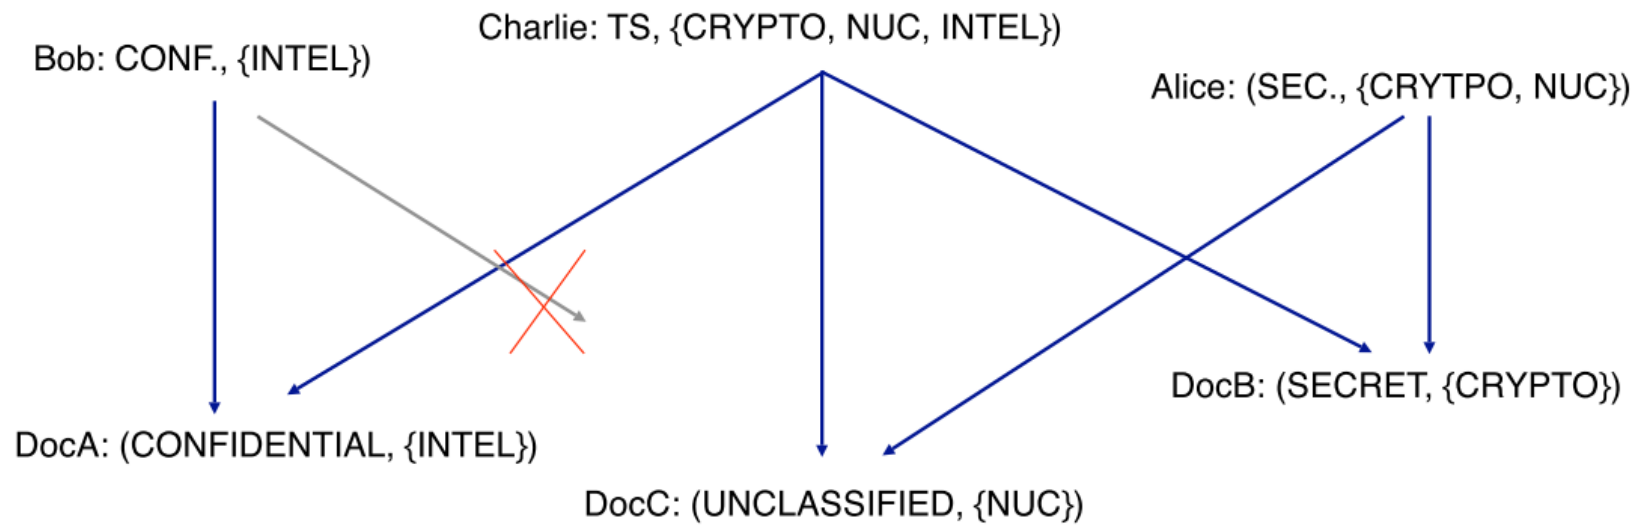 Charlie: TS, {CRYPTO, NUC, INTEL})
Bob: CONF., {INTEL})
Alice: (SEC., {CRYTPO, NUC})
DocB: (SECRET, {CRYPTO})
DocA: (CONFIDENTIAL, {INTEL})
DocC: (UNCLASSIFIED, {NUC})